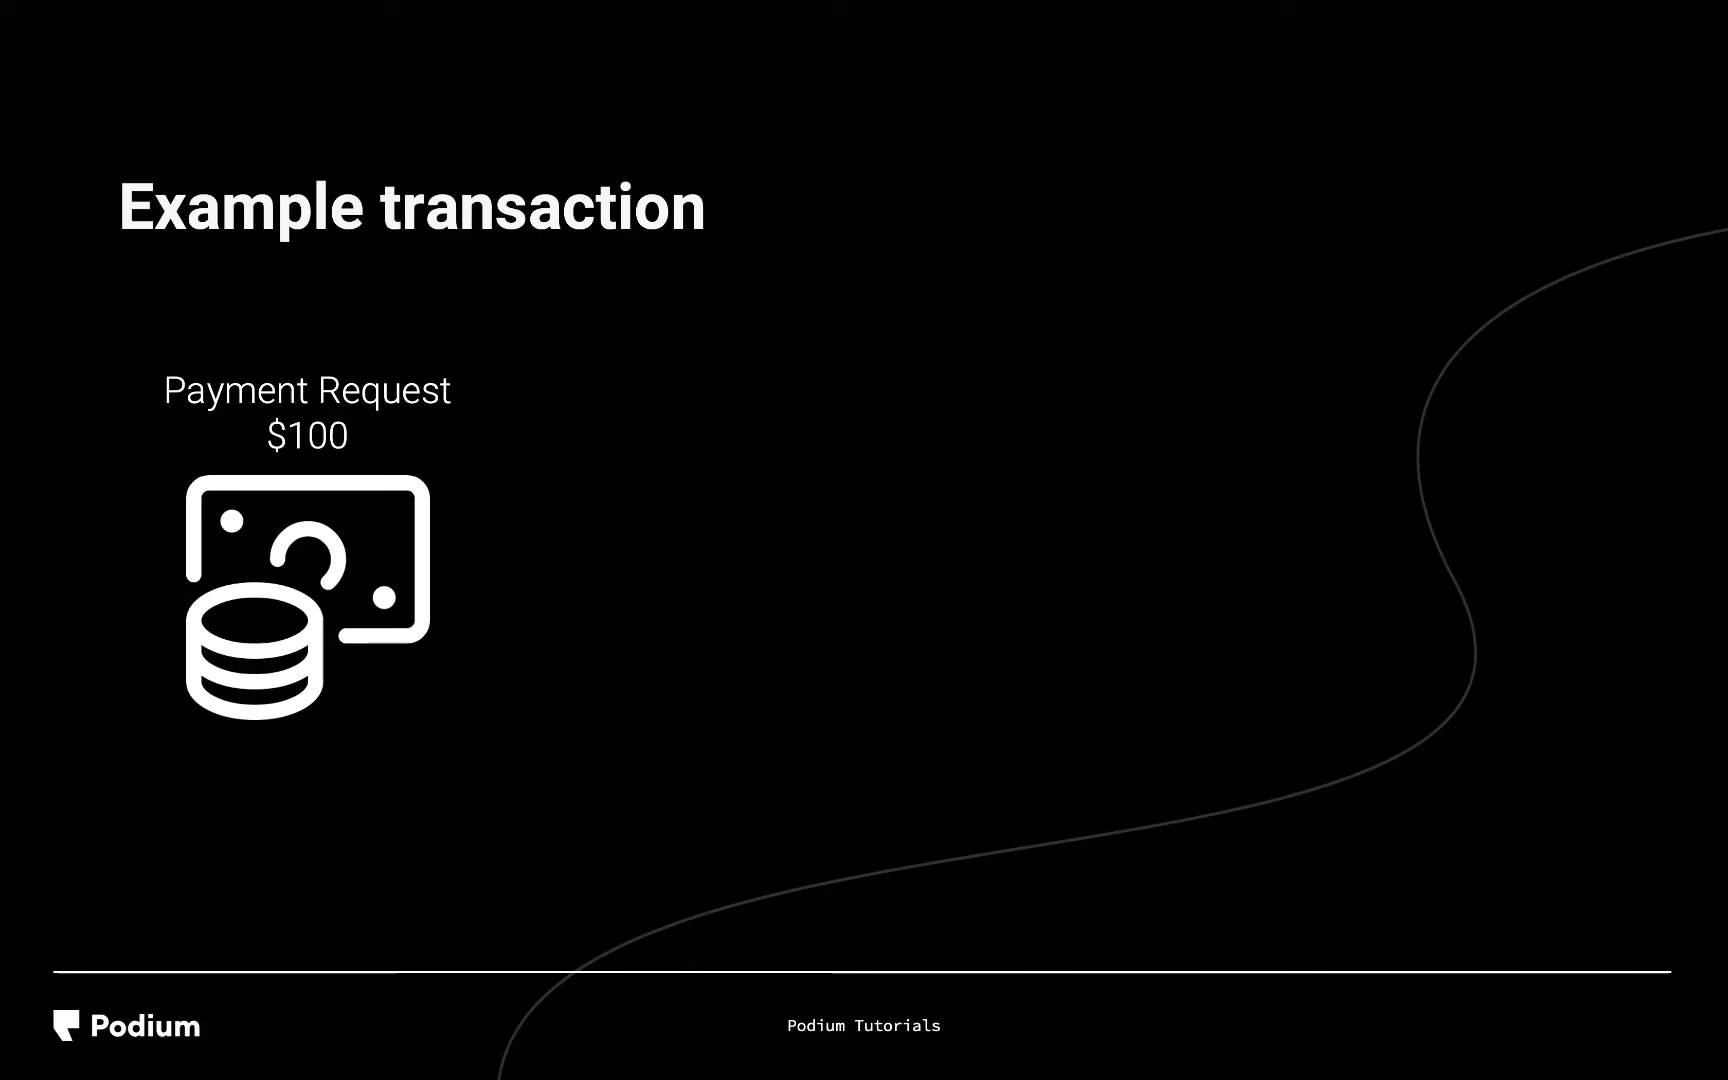 Example transaction
Payment Request
$100
Podium
Podium Tutorials